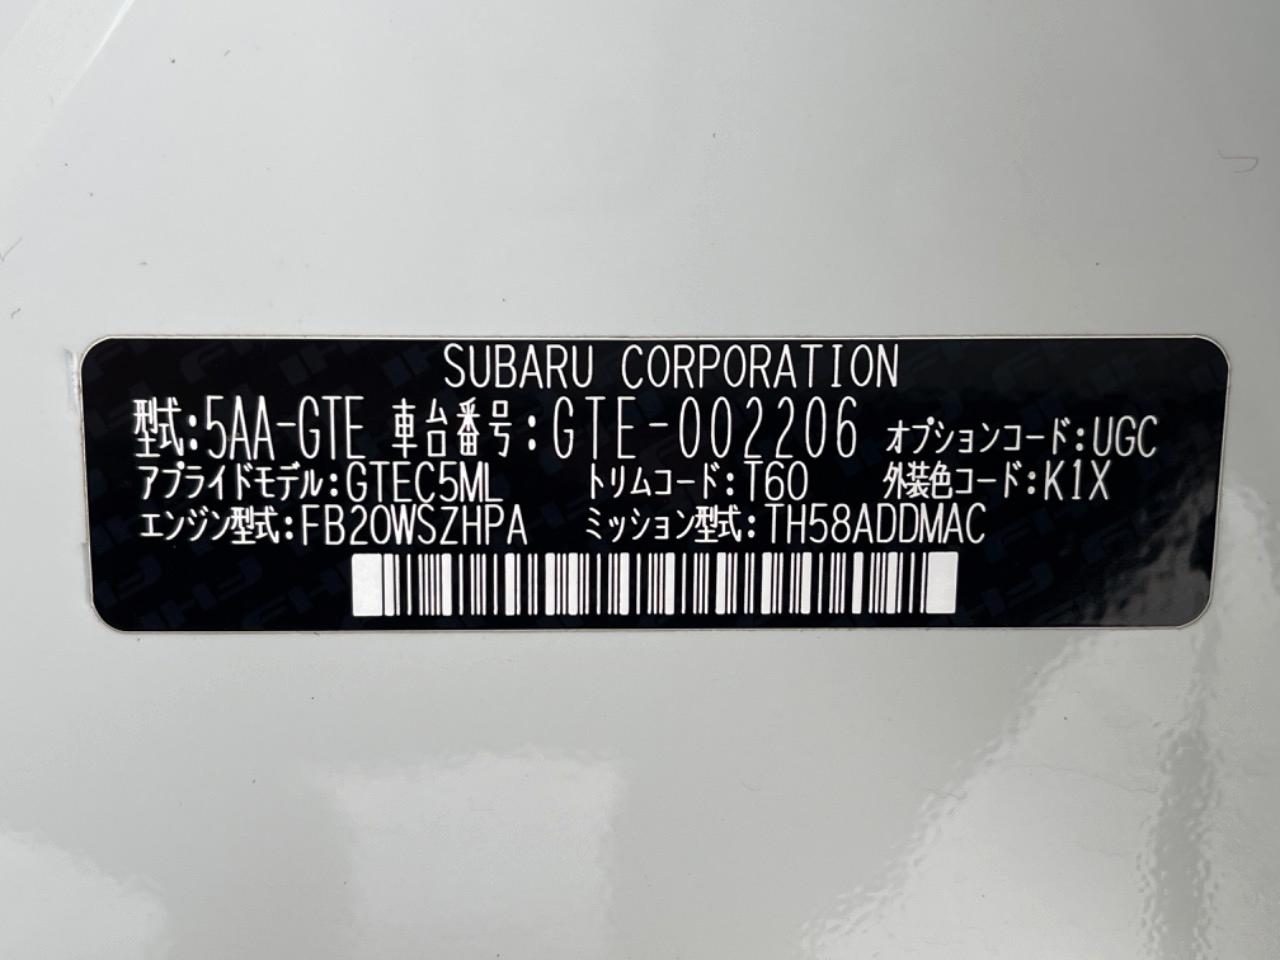 SUBARU CORPORATION
型式:5AA-GTE 車台番号:GTE-002206 オプションコード:UGC
アプライドモデル:GTEC5ML トリムコード:T60 外装色コード:K1X
エンジン型式:FB20WSZHPA ミッション型式:TH58ADDMAC